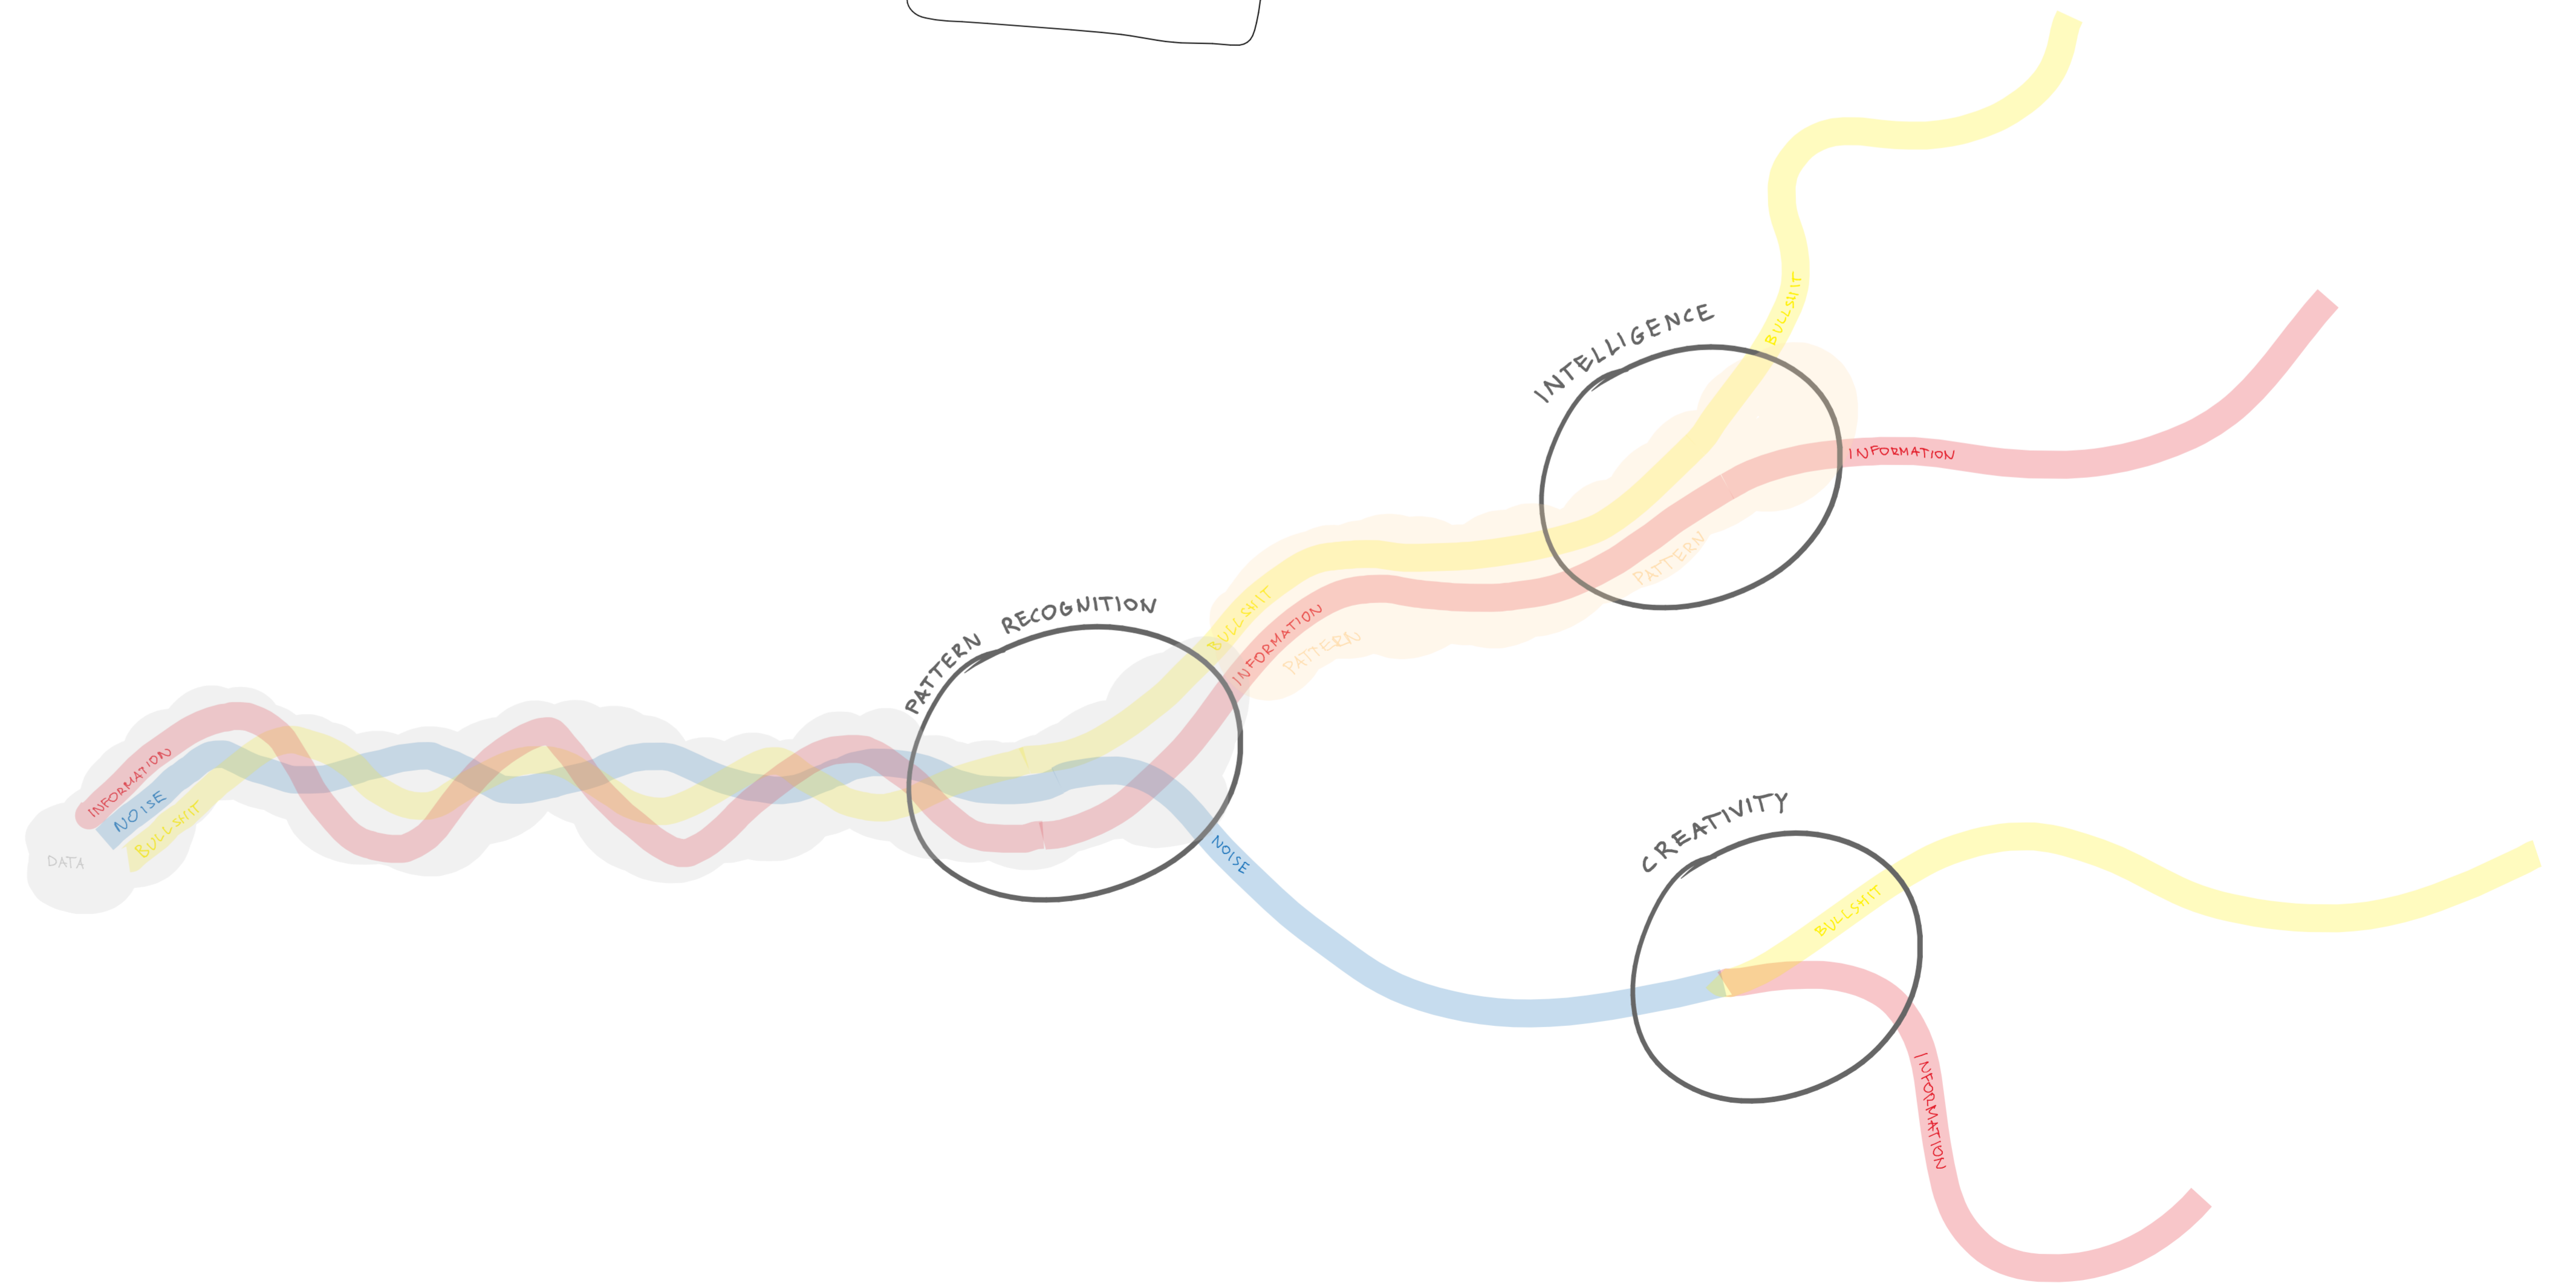 INTELLIGENCE
BULLSHIT
INFORMATION
PATTERN
PATTERN RECOGNITION
BULLSHIT
INFORMATION
PATTERN
INFORMATION
NOISE
BULLSHIT
DATA
NOISE
CREATIVITY
BULLSHIT
INFORMATION